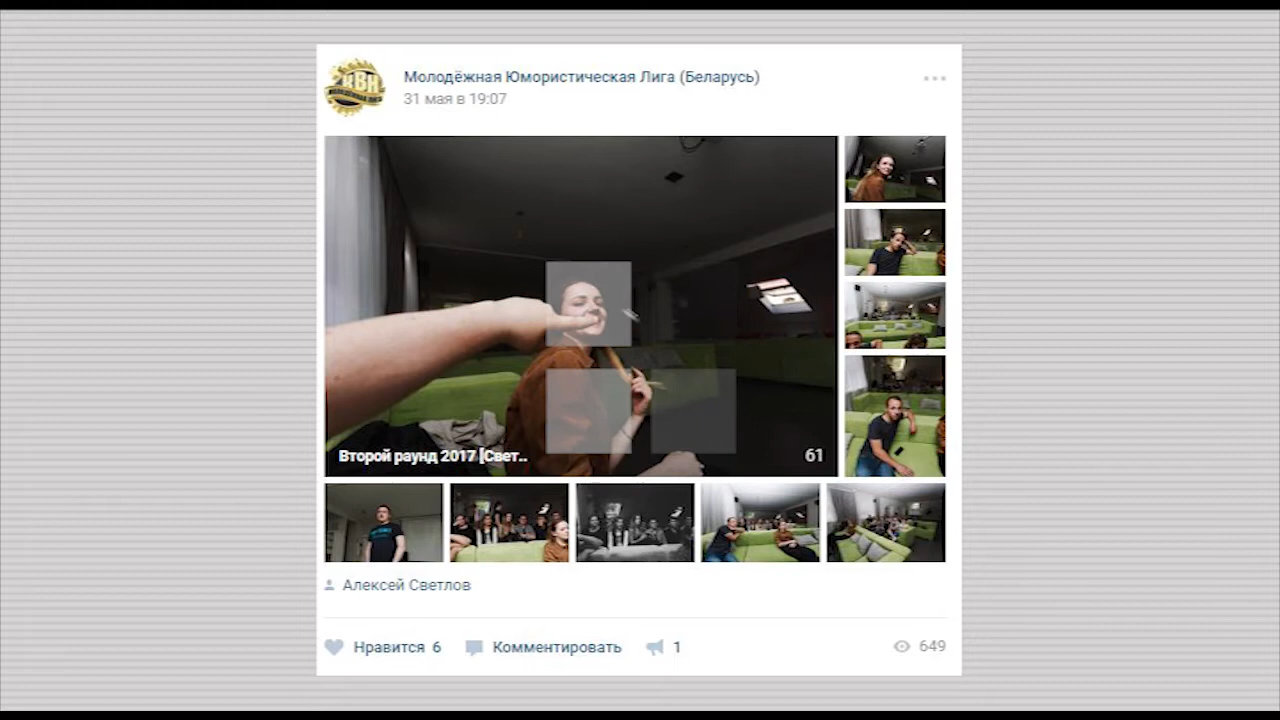 КВН
Молодёжная Юмористическая Лига (Беларусь)
31 мая в 19:07
Второй раунд 2017 [Свет..
61
Алексей Светлов
Нравится 6
Комментировать
1
649